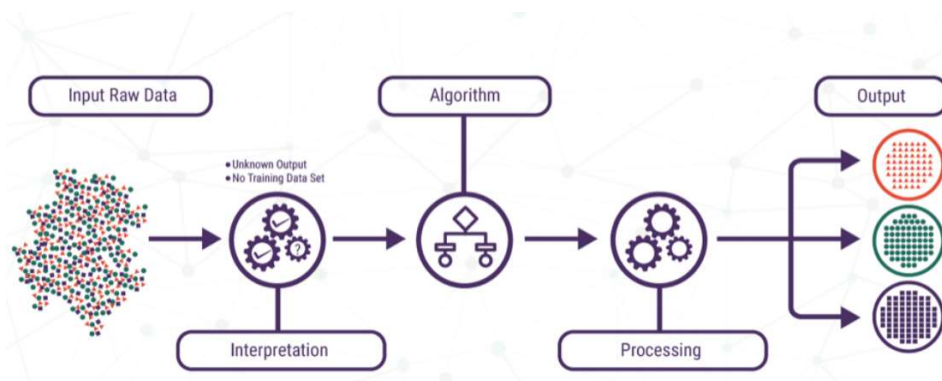 Input Raw Data
Algorithm
Output
• Unknown Output
• No Training Data Set
?
Interpretation
Processing